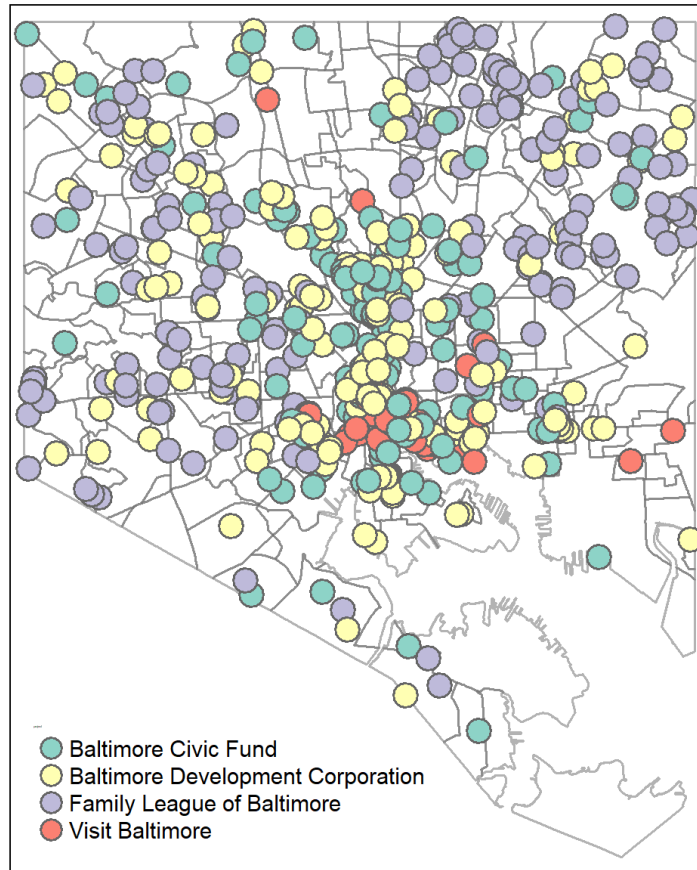 Baltimore Civic Fund
Baltimore Development Corporation
Family League of Baltimore
Visit Baltimore